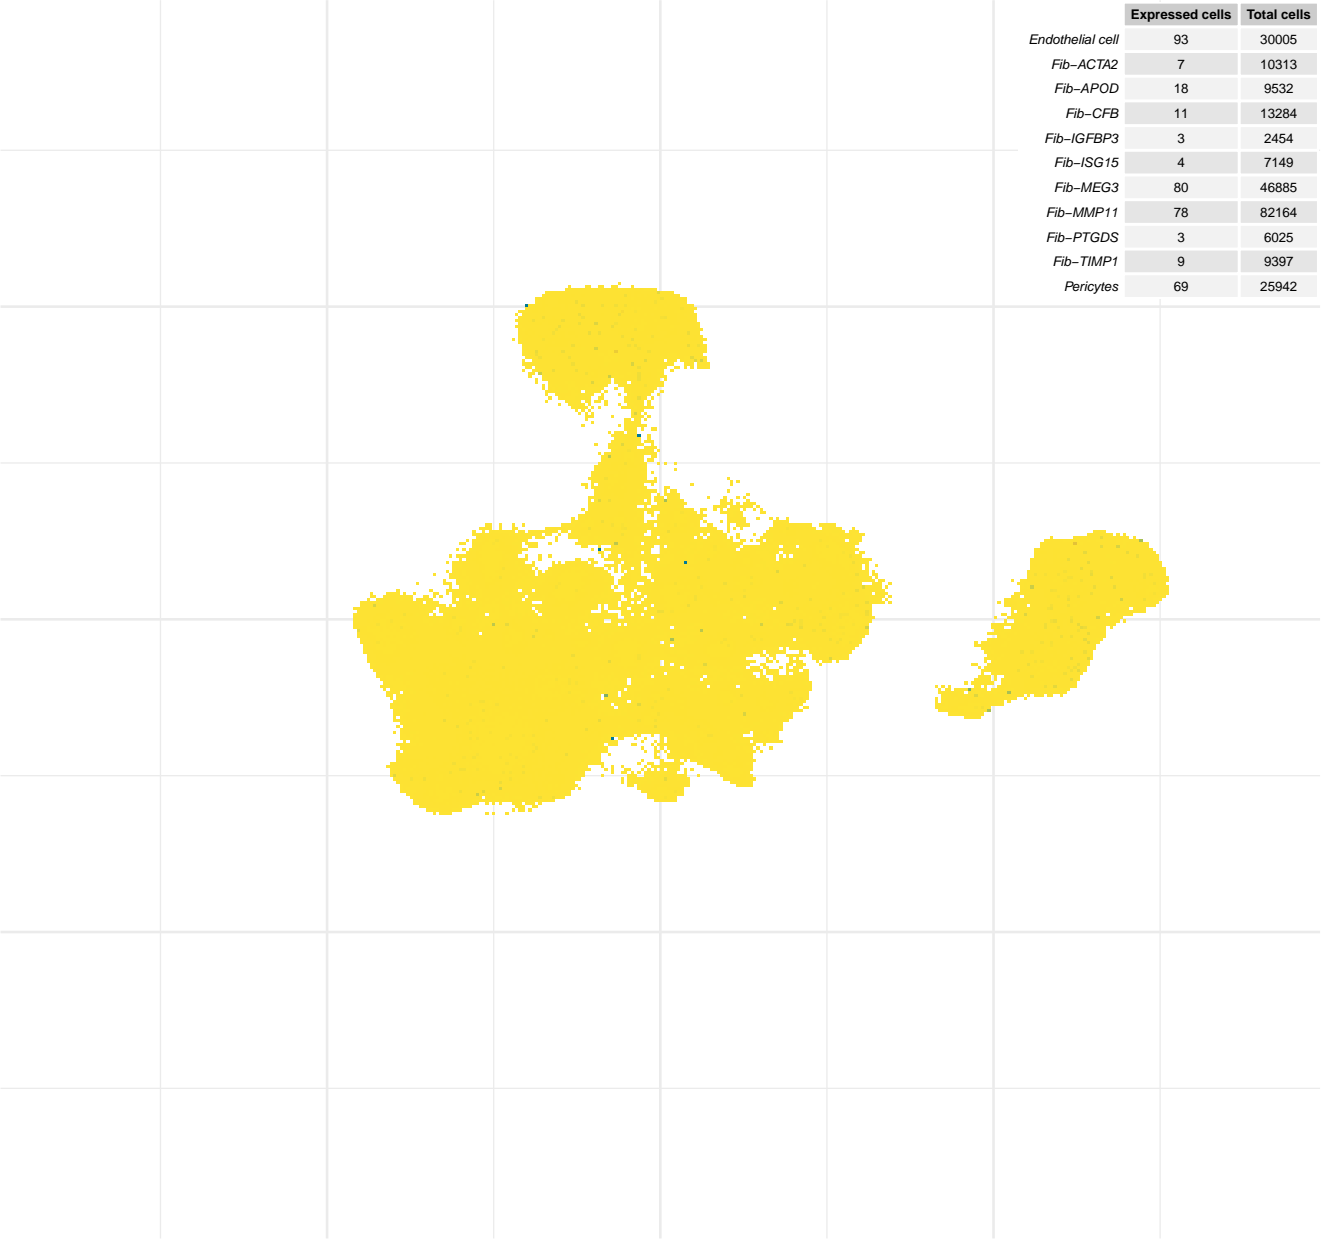 Expressed cells Total cells
Endothelial cell 93 30005
Fib−ACTA2 7 10313
Fib−APOD 18 9532
Fib−CFB 11 13284
Fib−IGFBP3 3 2454
Fib−ISG15 4 7149
Fib−MEG3 80 46885
Fib−MMP11 78 82164
Fib−PTGDS 3 6025
Fib−TIMP1 9 9397
Pericytes 69 25942